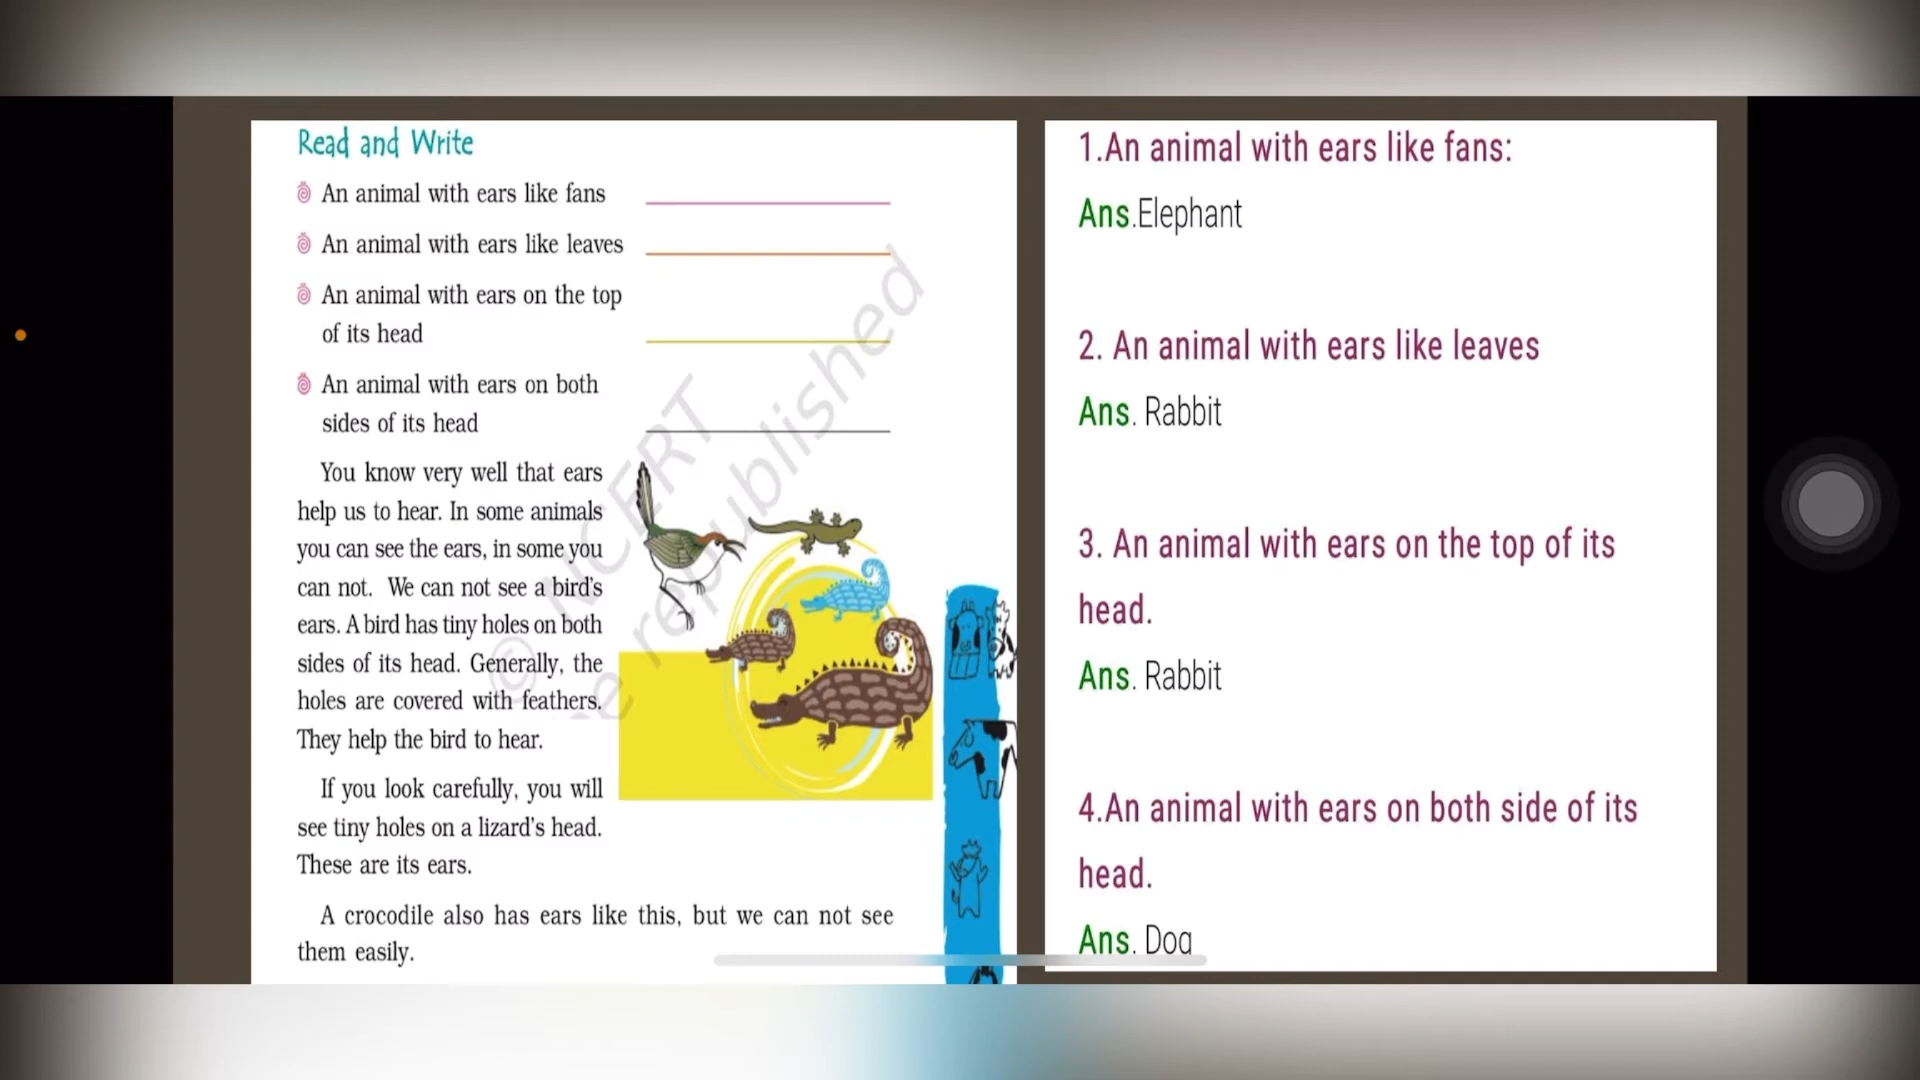 Read and Write
An animal with ears like fans
An animal with ears like leaves
An animal with ears on the top
of its head
An animal with ears on both
sides of its head
You know very well that ears
help us to hear. In some animals
you can see the ears, in some you
can not. We can not see a bird's
ears. A bird has tiny holes on both
sides of its head. Generally, the
holes are covered with feathers.
They help the bird to hear.
If you look carefully, you will
see tiny holes on a lizard's head.
These are its ears.
A crocodile also has ears like this, but we can not see
them easily.
© NCERT
e republished
1.An animal with ears like fans:
Ans.Elephant
2. An animal with ears like leaves
Ans. Rabbit
3. An animal with ears on the top of its
head.
Ans. Rabbit
4.An animal with ears on both side of its
head.
Ans. Dog